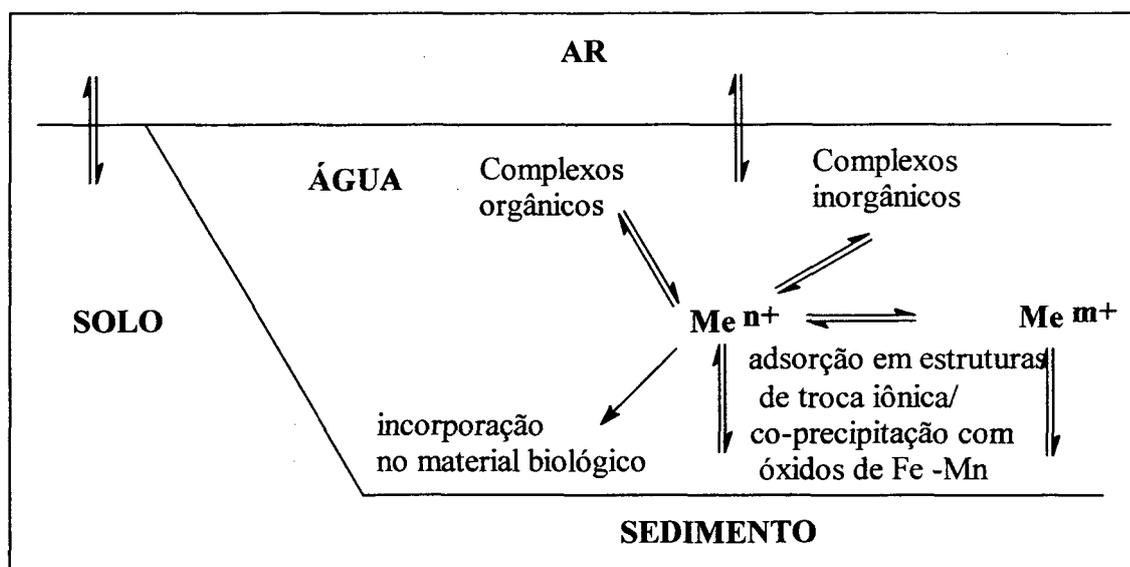 AR
ÁGUA
Complexos
orgânicos
Complexos
inorgânicos
SOLO
Me n+
Me m+
adsorção em estruturas
de troca iônica/
co-precipitação com
óxidos de Fe -Mn
incorporação
no material biológico
SEDIMENTO